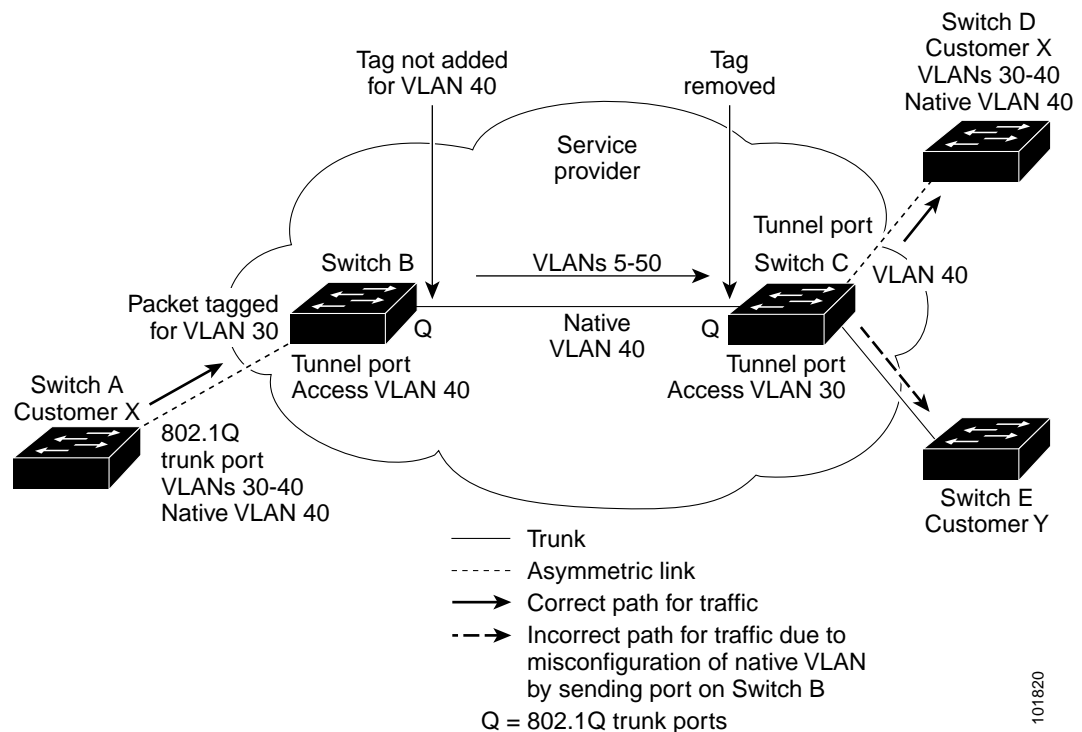 Switch D
Customer X
VLANs 30-40
Native VLAN 40
Tag not added
for VLAN 40
Tag
removed
Service
provider
Tunnel port
Switch B
VLANs 5-50
Switch C
VLAN 40
Packet tagged
for VLAN 30
Q
Native
VLAN 40
Q
Tunnel port
Access VLAN 40
Tunnel port
Access VLAN 30
Switch A
Customer X
802.1Q
trunk port
VLANs 30-40
Native VLAN 40
Switch E
Customer Y
Trunk
Asymmetric link
Correct path for traffic
Incorrect path for traffic due to
misconfiguration of native VLAN
by sending port on Switch B
Q = 802.1Q trunk ports
101820